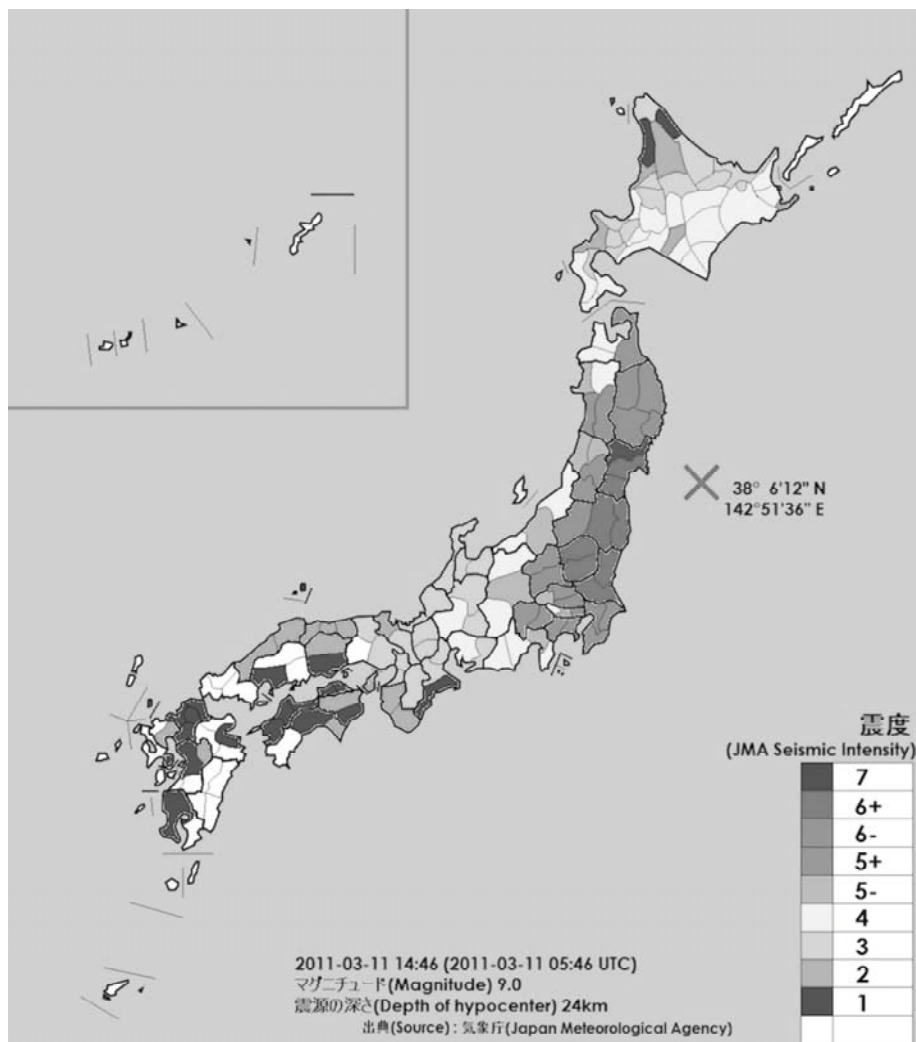 38° 6'12" N
142°51'36" E
震度
(JMA Seismic Intensity)
7
6+
6-
5+
5-
4
3
2
1
2011-03-11 14:46 (2011-03-11 05:46 UTC)
マグニチュード(Magnitude) 9.0
震源の深さ(Depth of hypocenter) 24km
出典(Source) : 気象庁(Japan Meteorological Agency)